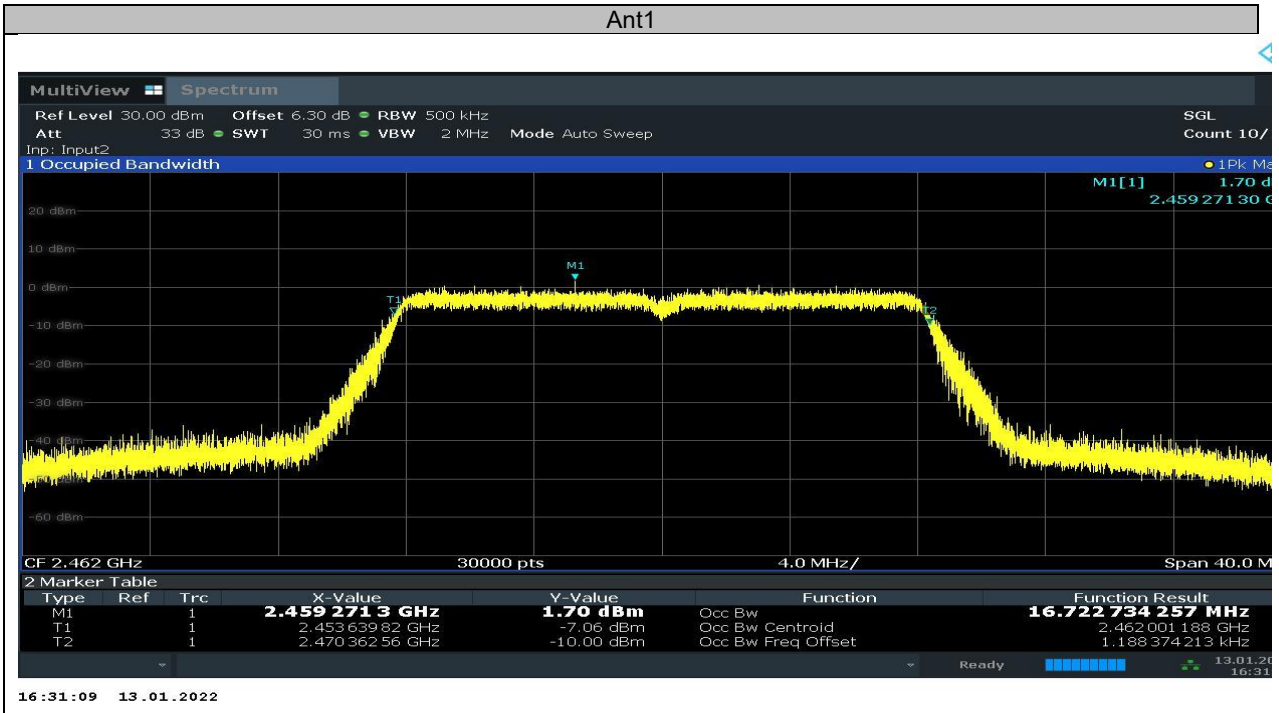 Ant1
MultiView Spectrum
Ref Level 30.00 dBm Offset 6.30 dB RBW 500 kHz SGL
Att 33 dB SWT 30 ms VBW 2 MHz Mode Auto Sweep Count 10/
Inp: Input2
1 Occupied Bandwidth 1Pk Ma
M1[1] 1.70 d
2.459 271 30 G
20 dBm
10 dBm
M1
0 dBm
T1
T2
-10 dBm
-20 dBm
-30 dBm
-40 dBm
-60 dBm
CF 2.462 GHz 30000 pts 4.0 MHz/ Span 40.0 M
2 Marker Table
Type Ref Trc X-Value Y-Value Function Function Result
M1 1 2.459 271 3 GHz 1.70 dBm Occ Bw 16.722 734 257 MHz
T1 1 2.453 639 82 GHz -7.06 dBm Occ Bw Centroid 2.462 001 188 GHz
T2 1 2.470 362 56 GHz -10.00 dBm Occ Bw Freq Offset 1.188 374 213 kHz
Ready 13.01.20
16:31
16:31:09 13.01.2022